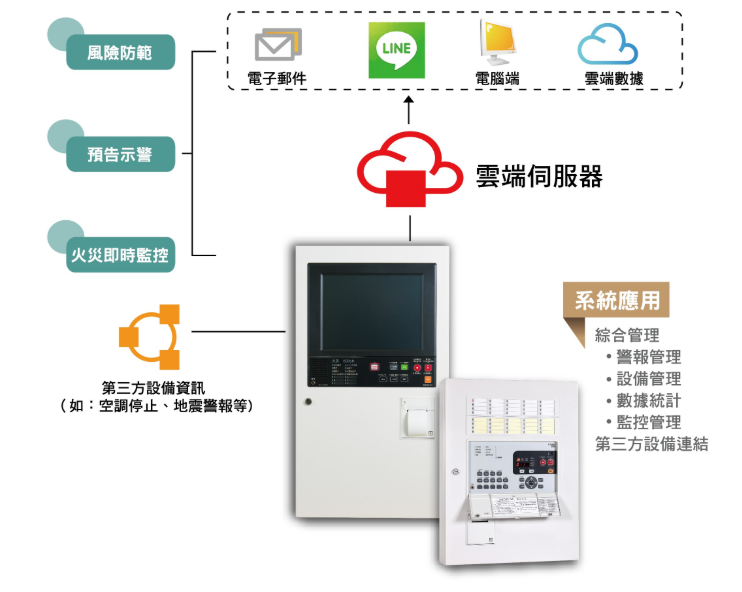 風險防範
電子郵件
LINE
電腦端
雲端數據
預告示警
雲端伺服器
火災即時監控
第三方設備資訊
（如：空調停止、地震警報等）
系統應用
綜合管理
•警報管理
•設備管理
•數據統計
•監控管理
第三方設備連結